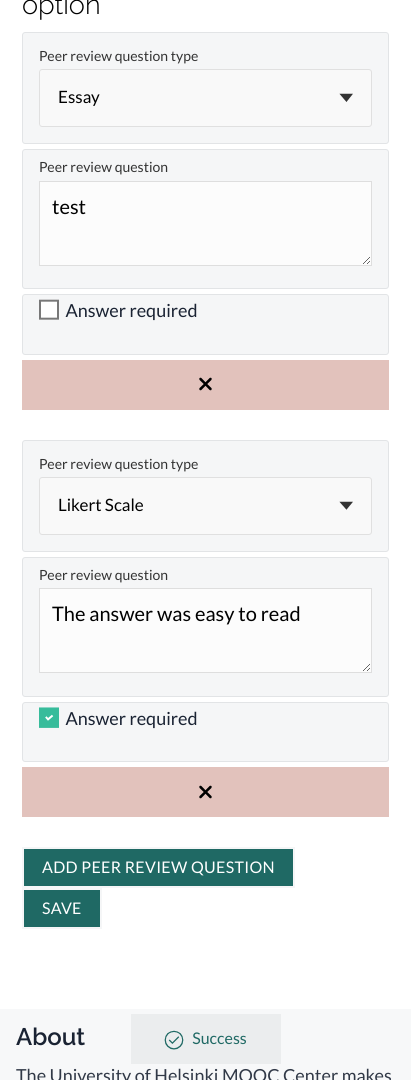 option
Peer review question type
Essay
Peer review question
test
Answer required
Peer review question type
Likert Scale
Peer review question
The answer was easy to read
Answer required
ADD PEER REVIEW QUESTION
SAVE
About
Success
The University of Helsinki MOOC Center makes